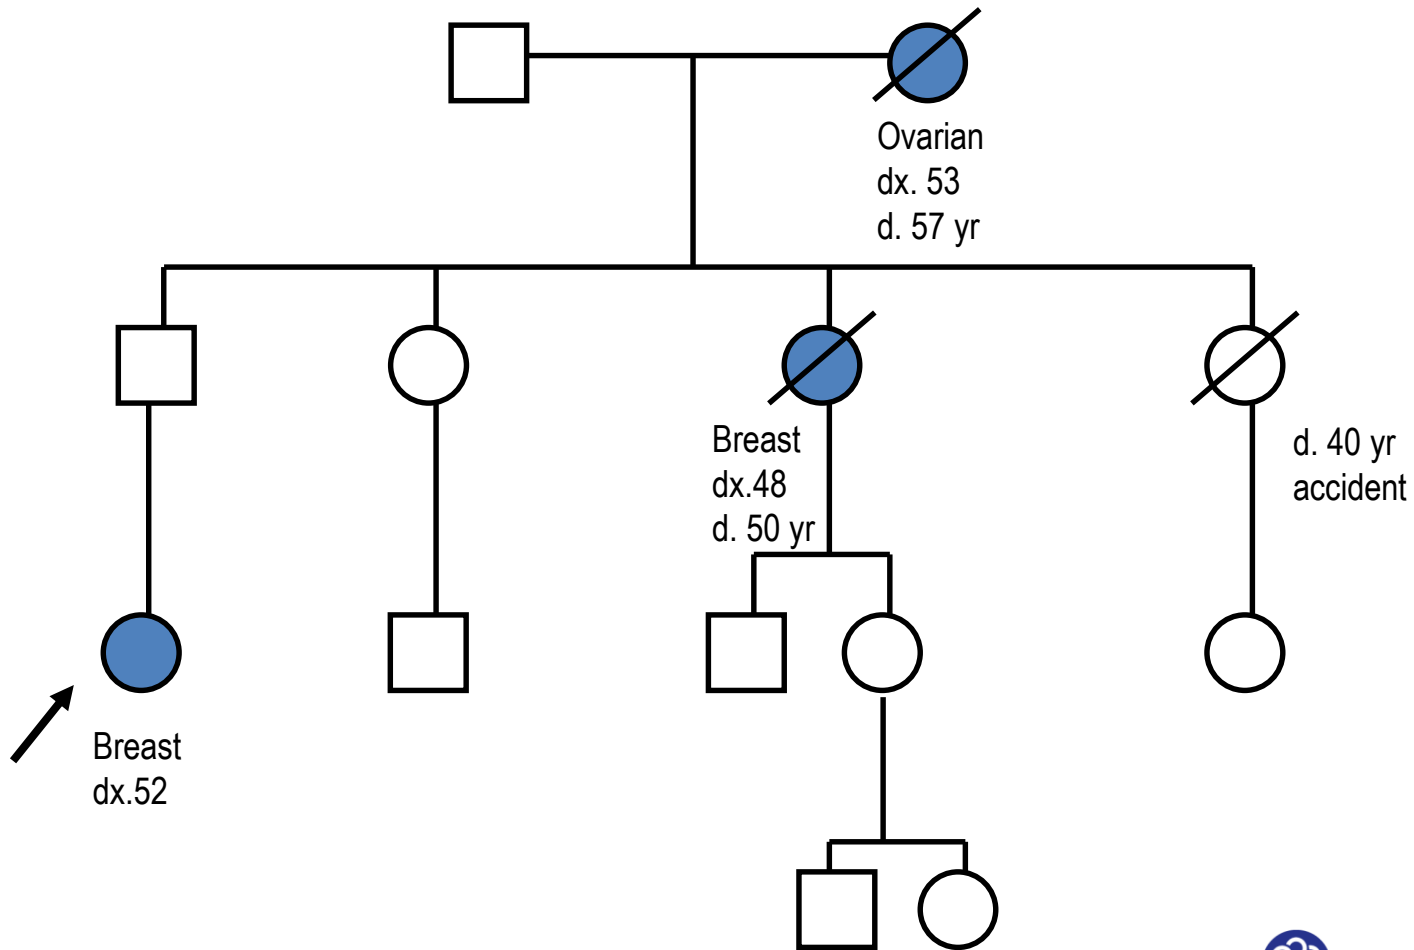 Ovarian
dx. 53
d. 57 yr
Breast
dx.48
d. 50 yr
d. 40 yr
accident
Breast
dx.52